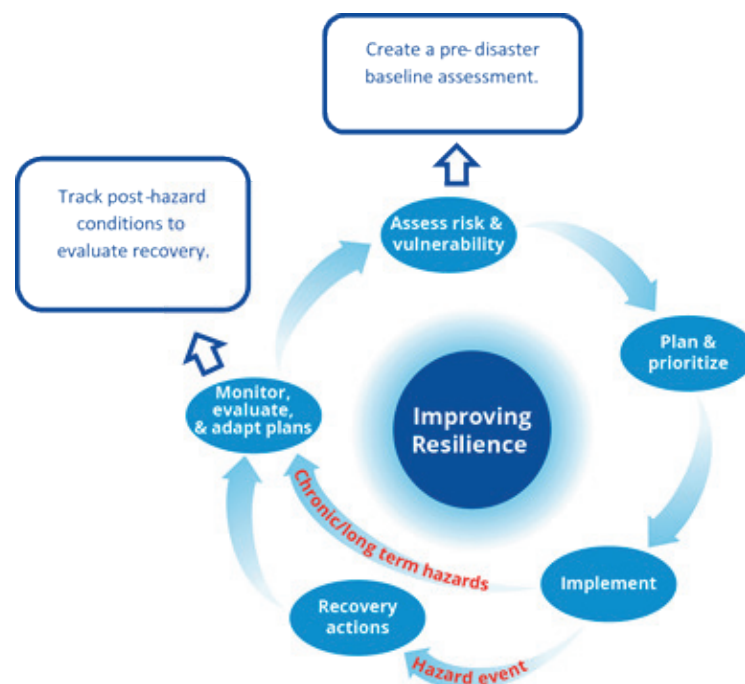 Create a pre-disaster
baseline assessment.
Track post-hazard
conditions to
evaluate recovery.
Assess risk &
vulnerability
Plan &
prioritize
Monitor,
evaluate,
& adapt plans
Improving
Resilience
Chronic/long term hazards
Implement
Recovery
actions
Hazard event